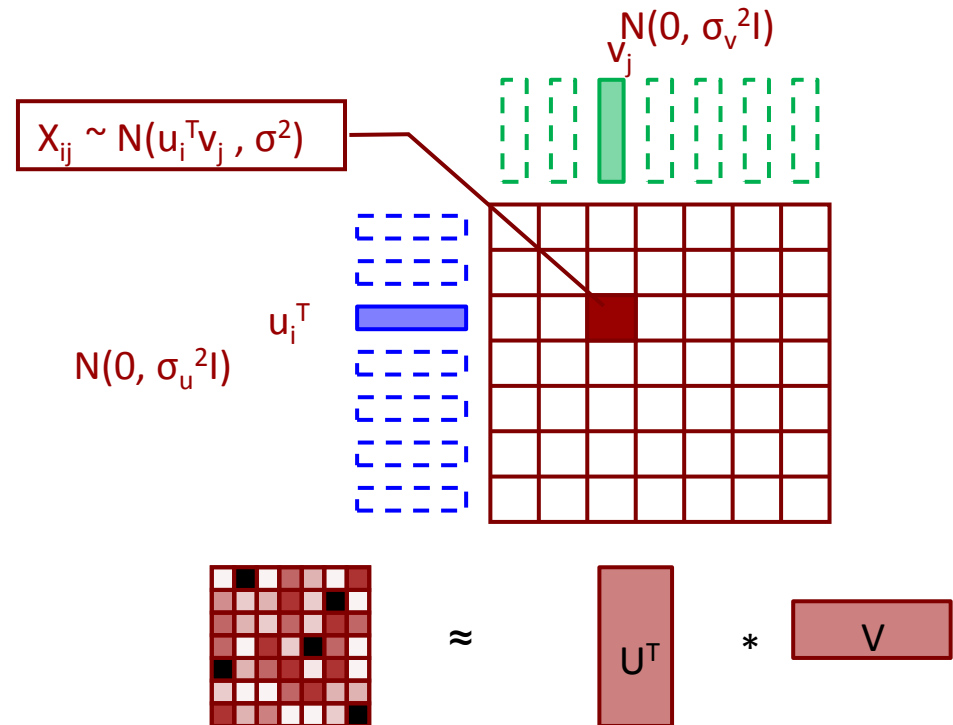 N(0, σᵥ²I)
vⱼ
Xᵢⱼ ~ N(uᵢᵀvⱼ , σ²)
uᵢᵀ
N(0, σᵤ²I)
≈ Uᵀ * V